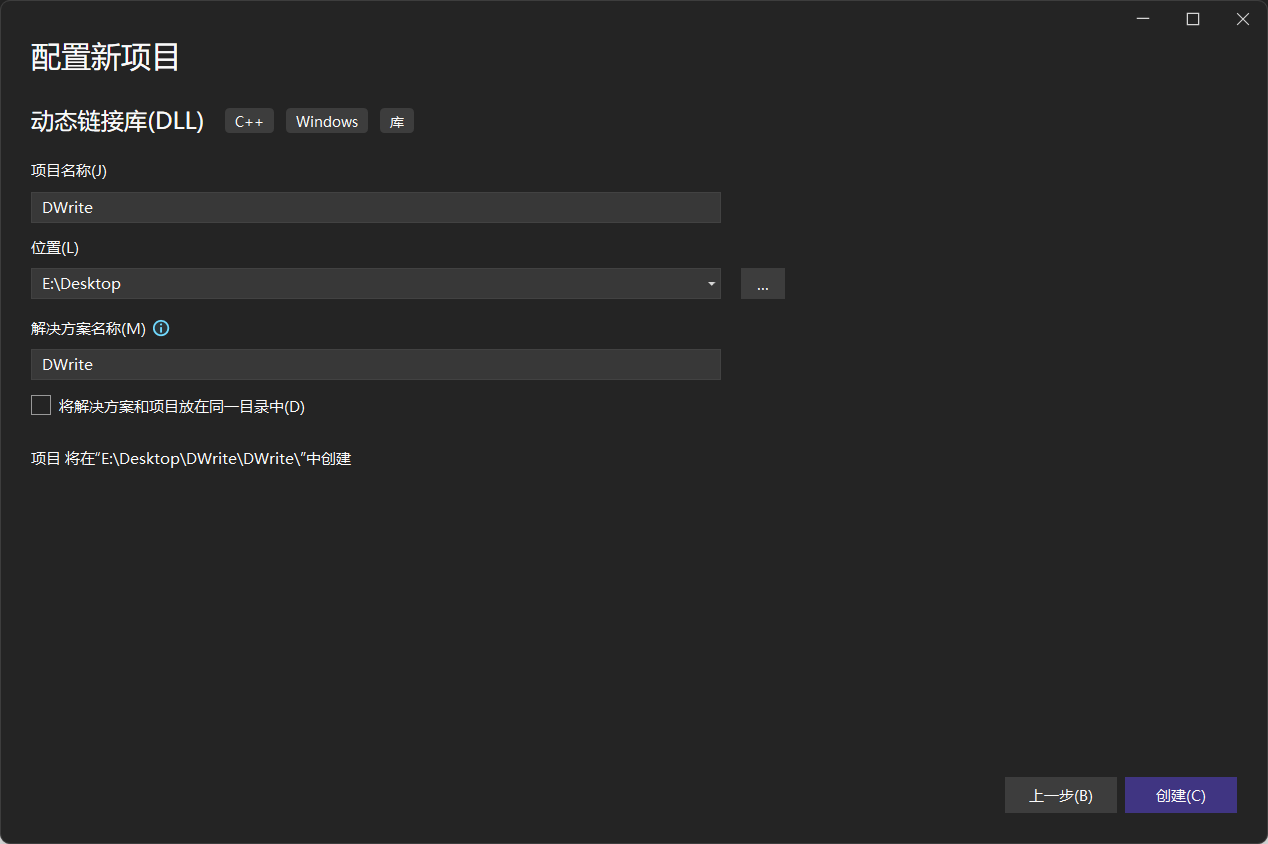 配置新项目
动态链接库(DLL) C++ Windows 库
项目名称(J)
DWrite
位置(L)
E:\Desktop ...
解决方案名称(M)
DWrite
将解决方案和项目放在同一目录中(D)
项目 将在“E:\Desktop\DWrite\DWrite\”中创建
上一步(B) 创建(C)